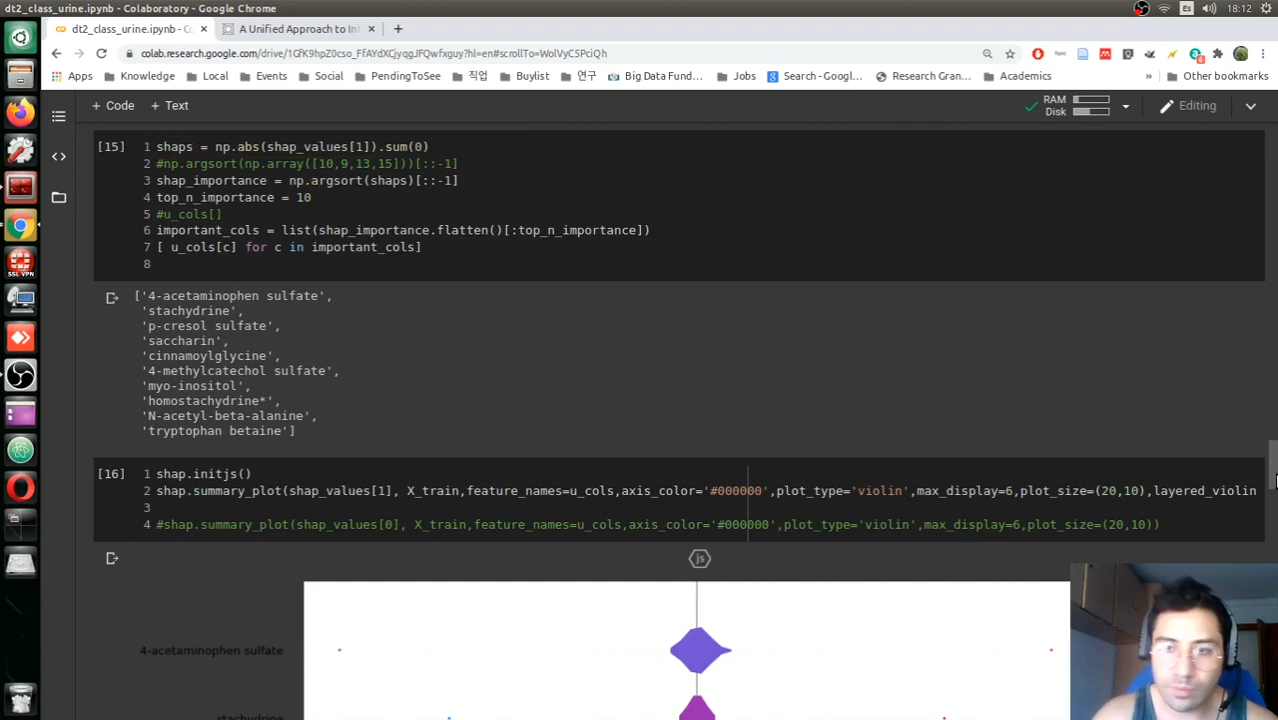 dt2_class_urine.ipynb - Colaboratory - Google Chrome
Es
18:12
dt2_class_urine.ipynb - Co
A Unified Approach to Int
colab.research.google.com/drive/
?hl=en#scrollTo=WolVyC5PciQh
Apps
Knowledge
Local
Events
Social
PendingToSee
직업
Buylist
연구
Big Data Fund...
Jobs
Search - Googl...
Research Gran...
Academics
»
Other bookmarks
+ Code
+ Text
RAM
Disk
Editing
[15]
1 shaps = np.abs(shap_values[1]).sum(0)
2 #np.argsort(np.array([10,9,13,15]))[::-1]
3 shap_importance = np.argsort(shaps)[::-1]
4 top_n_importance = 10
5 #u_cols[]
6 important_cols = list(shap_importance.flatten()[:top_n_importance])
7 [ u_cols[c] for c in important_cols]
8
['4-acetaminophen sulfate',
'stachydrine',
'p-cresol sulfate',
'saccharin',
'cinnamoylglycine',
'4-methylcatechol sulfate',
'myo-inositol',
'homostachydrine*',
'N-acetyl-beta-alanine',
'tryptophan betaine']
[16]
1 shap.initjs()
2 shap.summary_plot(shap_values[1], X_train,feature_names=u_cols,axis_color='#000000',plot_type='violin',max_display=6,plot_size=(20,10),layered_violin
3
4 #shap.summary_plot(shap_values[0], X_train,feature_names=u_cols,axis_color='#000000',plot_type='violin',max_display=6,plot_size=(20,10))
js
4-acetaminophen sulfate
stachydrine
SSL VPN